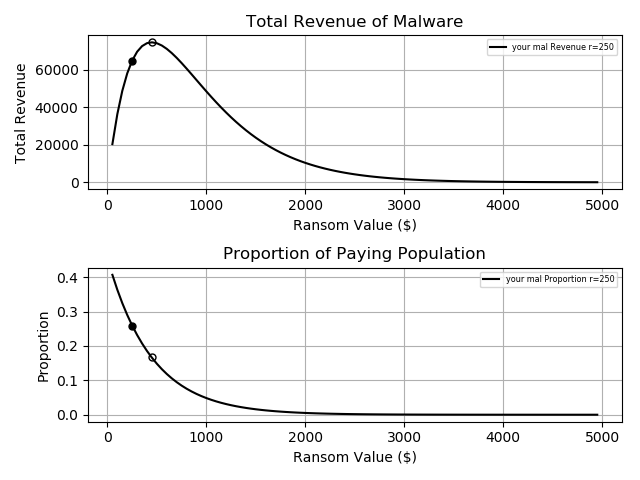 Total Revenue of Malware
your mal Revenue r=250
Total Revenue
60000
40000
20000
0
0 1000 2000 3000 4000 5000
Ransom Value ($)
Proportion of Paying Population
your mal Proportion r=250
Proportion
0.4
0.3
0.2
0.1
0.0
0 1000 2000 3000 4000 5000
Ransom Value ($)